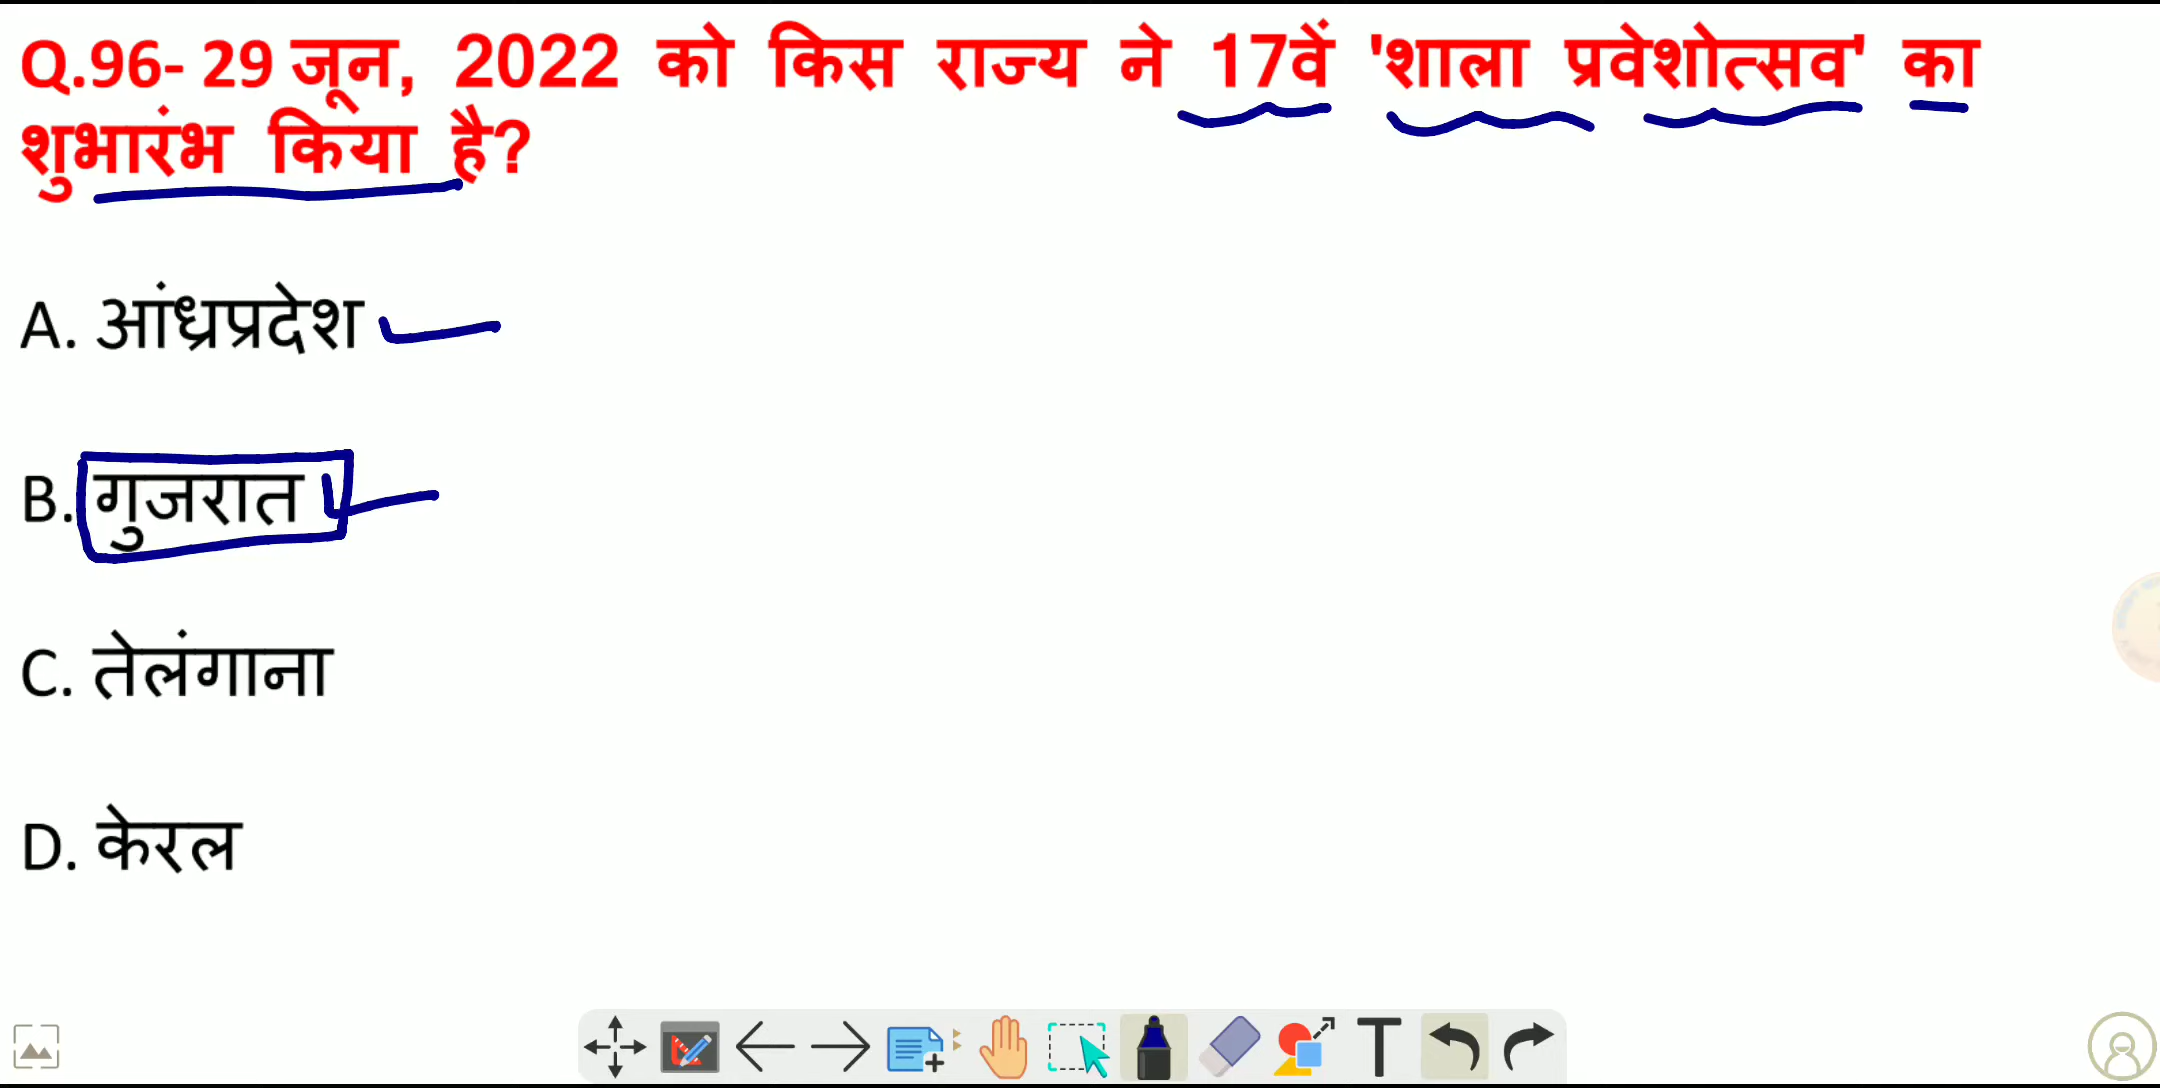 Q.96- 29 जून, 2022 को किस राज्य ने 17वें 'शाला प्रवेशोत्सव' का
शुभारंभ किया है?
A. आंध्रप्रदेश
B. गुजरात
C. तेलंगाना
D. केरल